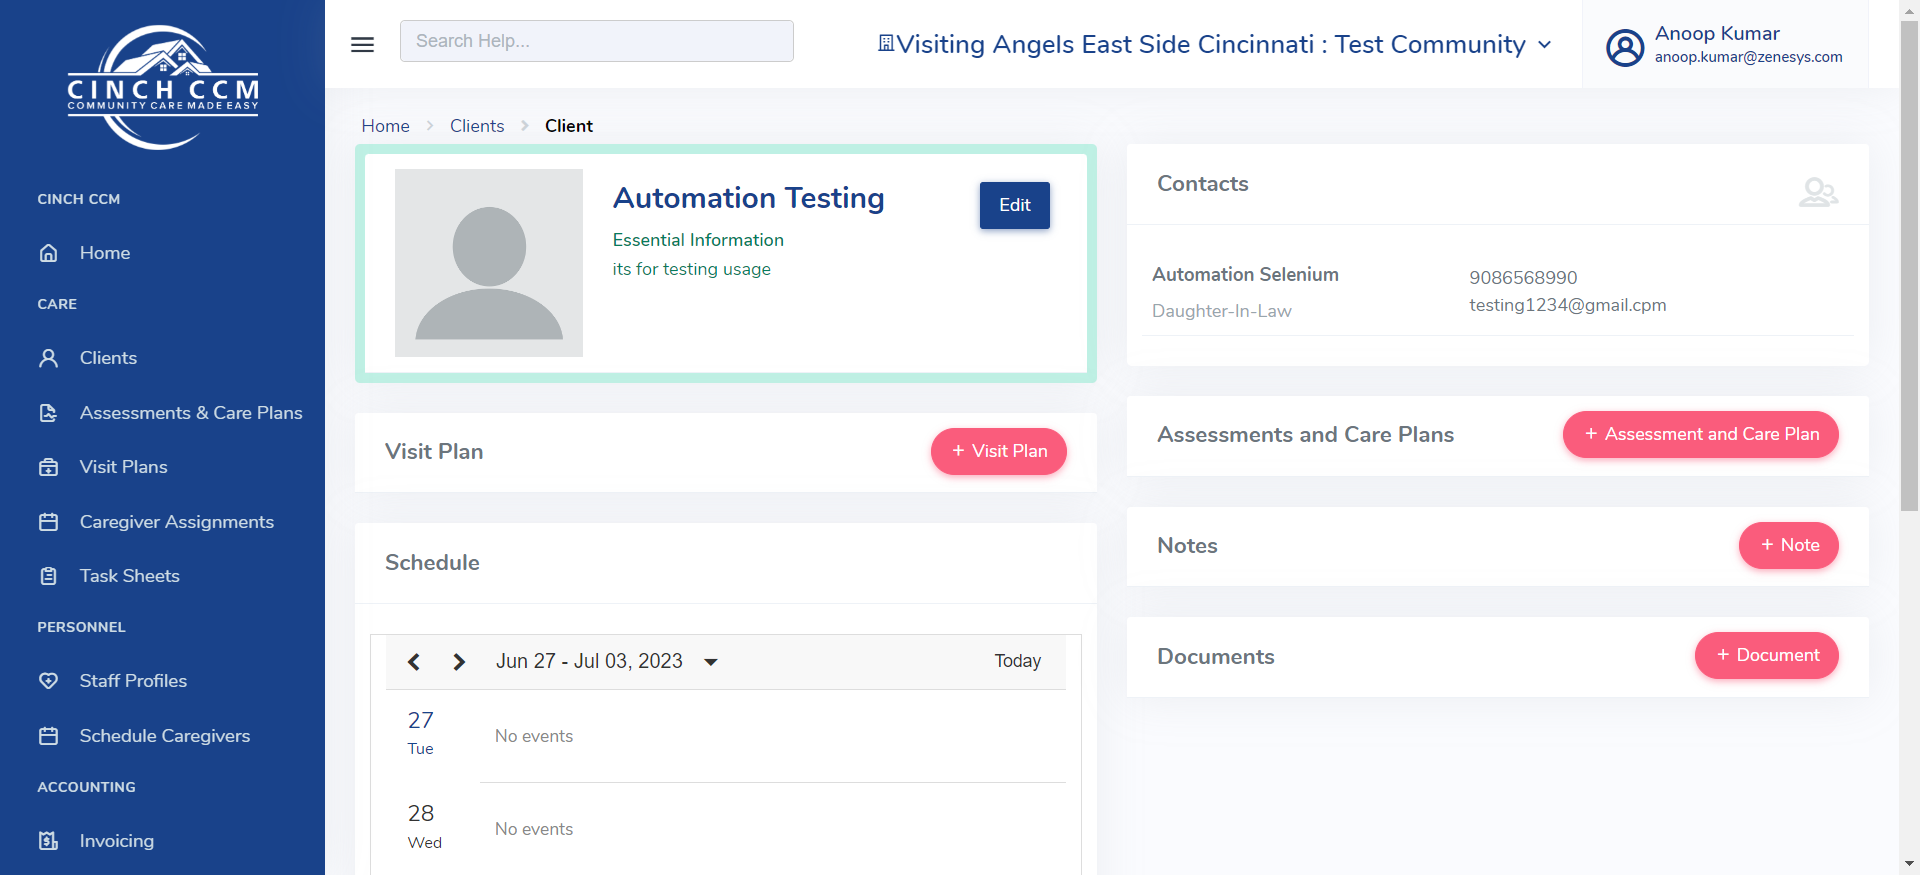 CINCH CCM
COMMUNITY CARE MADE EASY
CINCH CCM
Home
CARE
Clients
Assessments & Care Plans
Visit Plans
Caregiver Assignments
Task Sheets
PERSONNEL
Staff Profiles
Schedule Caregivers
ACCOUNTING
Invoicing
Search Help...
Visiting Angels East Side Cincinnati : Test Community
Anoop Kumar
anoop.kumar@zenesys.com
Home > Clients > Client
Automation Testing
Edit
Essential Information
its for testing usage
Visit Plan
+ Visit Plan
Schedule
Jun 27 - Jul 03, 2023
Today
27
Tue
No events
28
Wed
No events
Contacts
Automation Selenium
Daughter-In-Law
9086568990
testing1234@gmail.cpm
Assessments and Care Plans
+ Assessment and Care Plan
Notes
+ Note
Documents
+ Document